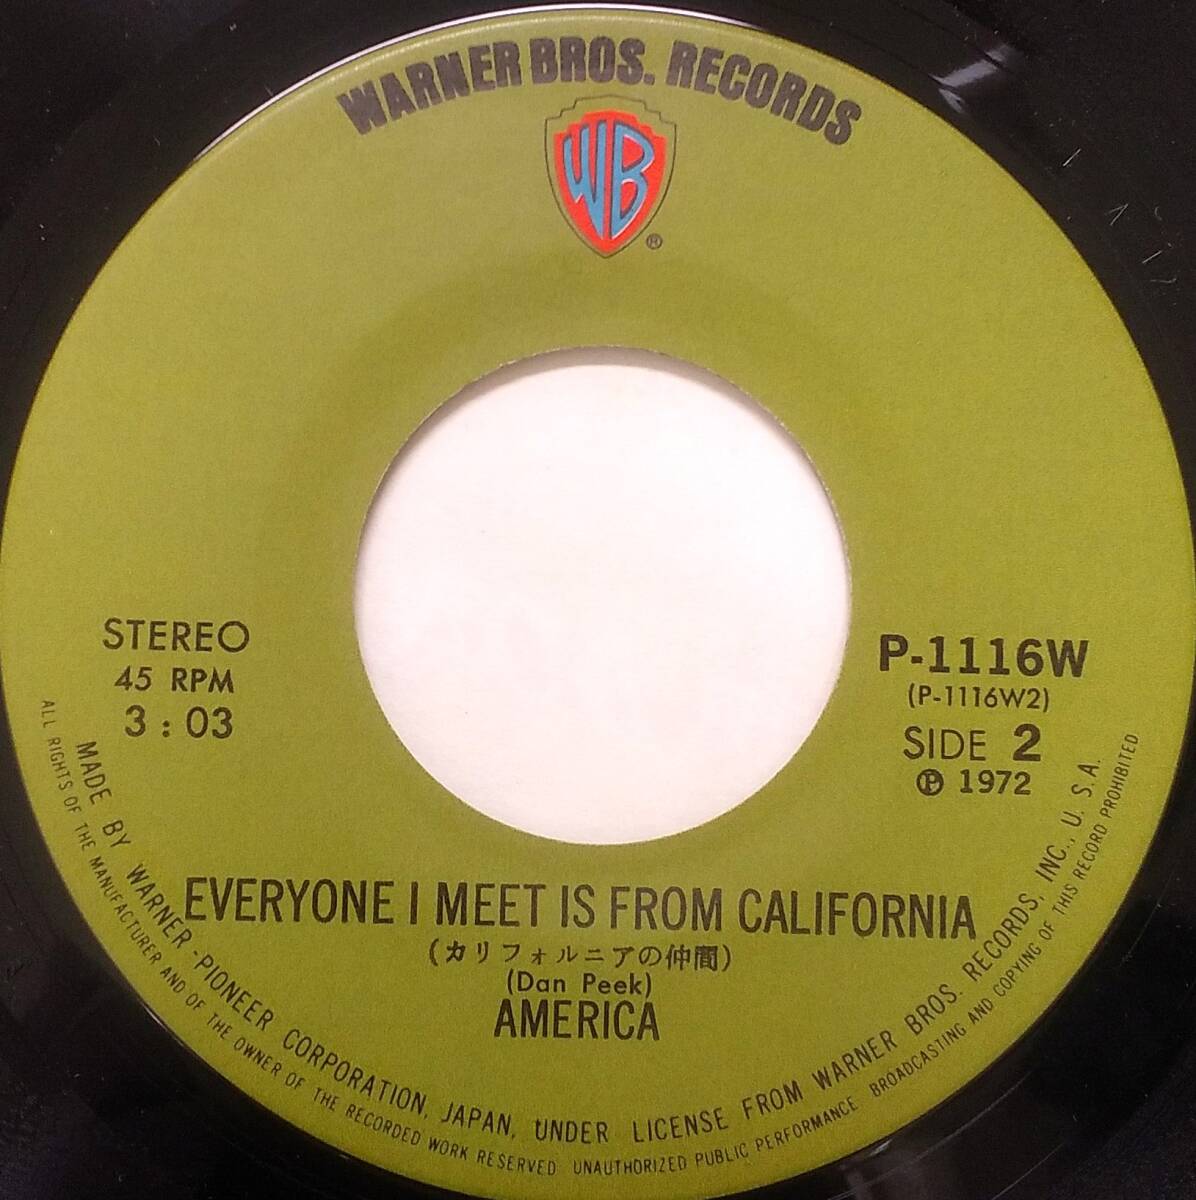 WARNER BROS. RECORDS
WB
®
STEREO
45 RPM
3 : 03
P-1116W
(P-1116W2)
SIDE 2
Ⓟ 1972
EVERYONE I MEET IS FROM CALIFORNIA
(カリフォルニアの仲間)
(Dan Peek)
AMERICA
MADE BY WARNER-PIONEER CORPORATION, JAPAN, UNDER LICENSE FROM WARNER BROS. RECORDS, INC., U. S. A.
ALL RIGHTS OF THE MANUFACTURER AND OF THE OWNER OF THE RECORDED WORK RESERVED UNAUTHORIZED PUBLIC PERFORMANCE BROADCASTING AND COPYING OF THIS RECORD PROHIBITED